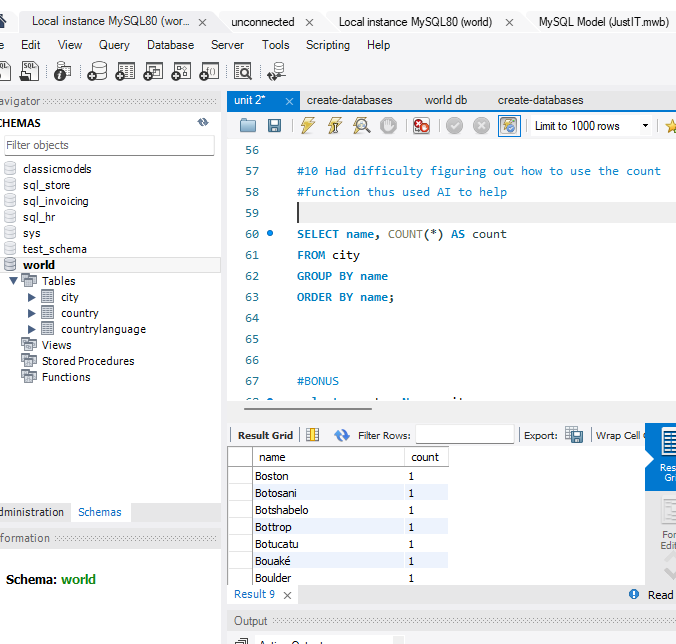 Local instance MySQL80 (wor...
unconnected
Local instance MySQL80 (world)
MySQL Model (JustIT.mwb)
e Edit View Query Database Server Tools Scripting Help
avigator
CHEMAS
Filter objects
classicmodels
sql_store
sql_invoicing
sql_hr
sys
test_schema
world
Tables
city
country
countrylanguage
Views
Stored Procedures
Functions
dministration Schemas
formation
Schema: world
unit 2* create-databases world db create-databases
Limit to 1000 rows
56
57 #10 Had difficulty figuring out how to use the count
58 #function thus used AI to help
59
60 SELECT name, COUNT(*) AS count
61 FROM city
62 GROUP BY name
63 ORDER BY name;
64
65
66
67 #BONUS
Result Grid Filter Rows: Export: Wrap Cell
name count
Boston 1
Botosani 1
Botshabelo 1
Bottrop 1
Botucatu 1
Bouaké 1
Boulder 1
Res
Gr
For
Edit
Result 9
Read
Output